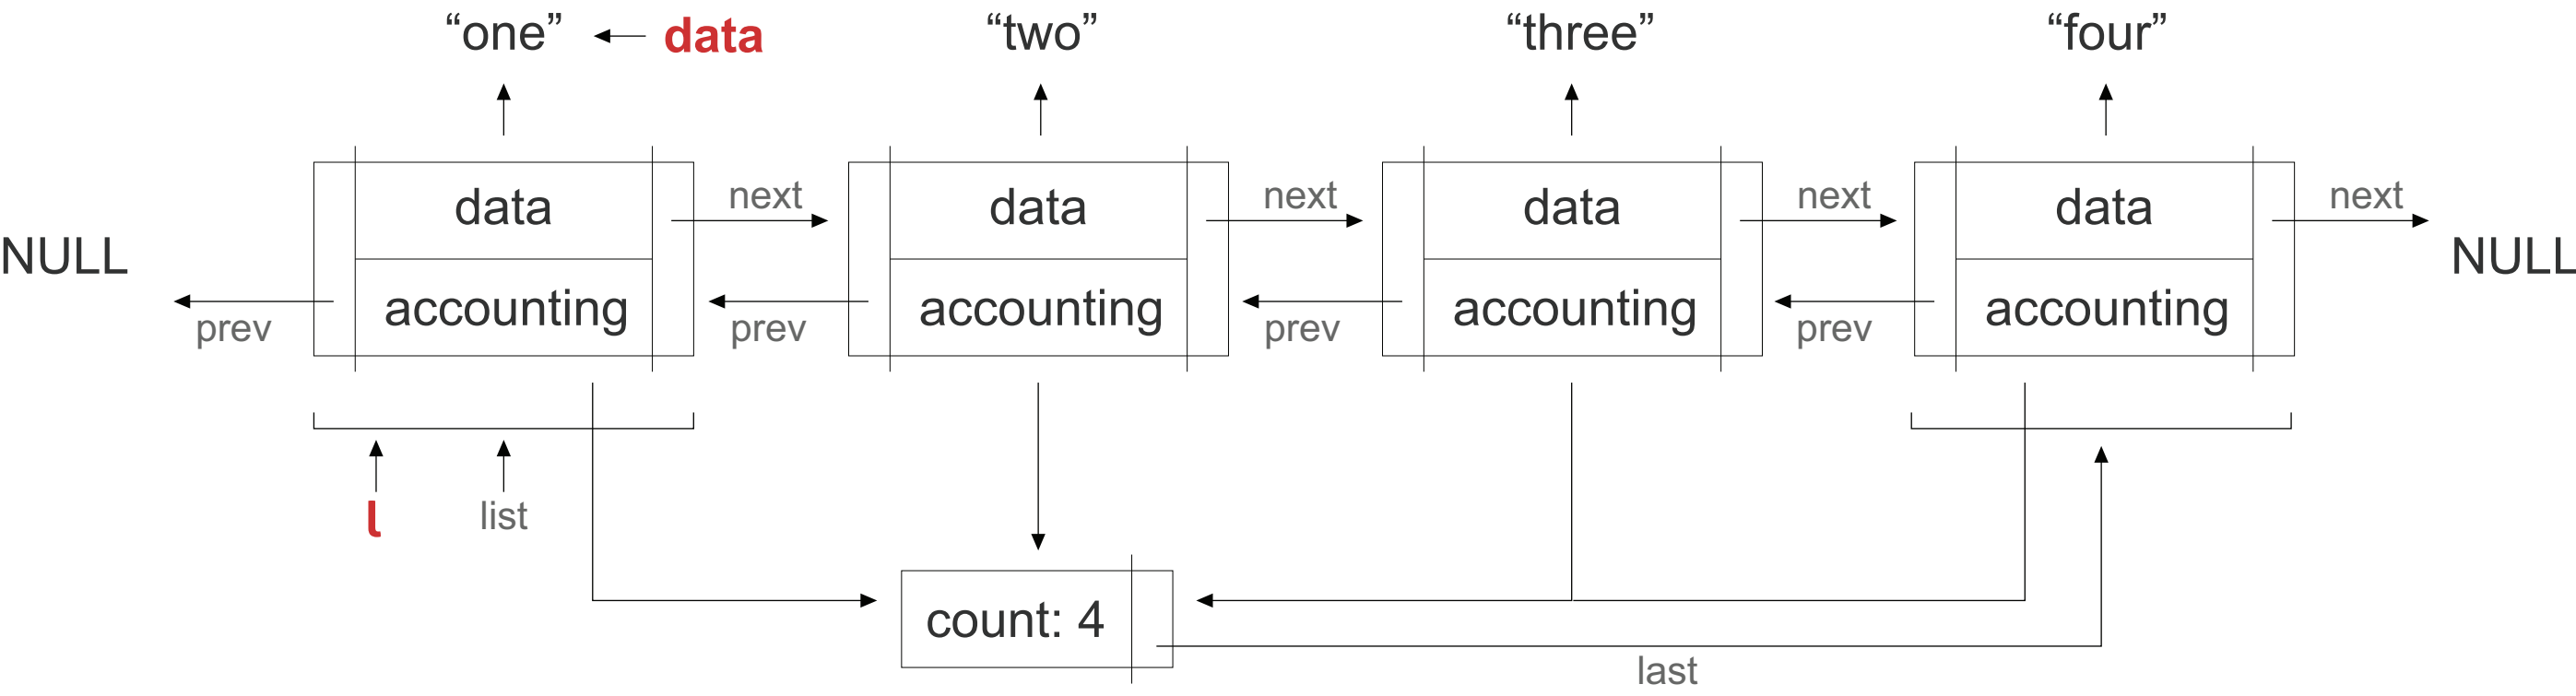 “one” data “two” “three” “four”
data next data next data next data next
NULL NULL
prev accounting prev accounting prev accounting prev accounting
l list
count: 4
last